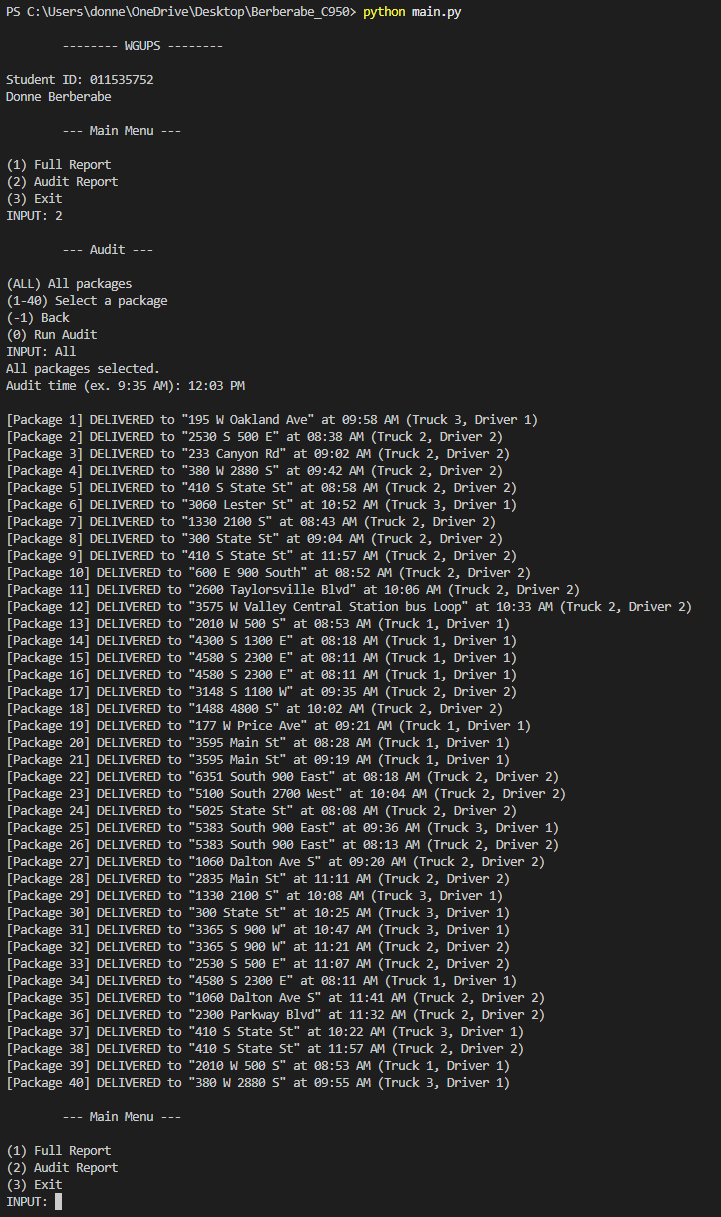 PS C:\Users\donne\OneDrive\Desktop\Berberabe_C950> python main.py
-------- WGUPS --------
Student ID: 011535752
Donne Berberabe
--- Main Menu ---
(1) Full Report
(2) Audit Report
(3) Exit
INPUT: 2
--- Audit ---
(ALL) All packages
(1-40) Select a package
(-1) Back
(0) Run Audit
INPUT: All
All packages selected.
Audit time (ex. 9:35 AM): 12:03 PM
[Package 1] DELIVERED to "195 W Oakland Ave" at 09:58 AM (Truck 3, Driver 1)
[Package 2] DELIVERED to "2530 S 500 E" at 08:38 AM (Truck 2, Driver 2)
[Package 3] DELIVERED to "233 Canyon Rd" at 09:02 AM (Truck 2, Driver 2)
[Package 4] DELIVERED to "380 W 2880 S" at 09:42 AM (Truck 2, Driver 2)
[Package 5] DELIVERED to "410 S State St" at 08:58 AM (Truck 2, Driver 2)
[Package 6] DELIVERED to "3060 Lester St" at 10:52 AM (Truck 3, Driver 1)
[Package 7] DELIVERED to "1330 2100 S" at 08:43 AM (Truck 2, Driver 2)
[Package 8] DELIVERED to "300 State St" at 09:04 AM (Truck 2, Driver 2)
[Package 9] DELIVERED to "410 S State St" at 11:57 AM (Truck 2, Driver 2)
[Package 10] DELIVERED to "600 E 900 South" at 08:52 AM (Truck 2, Driver 2)
[Package 11] DELIVERED to "2600 Taylorsville Blvd" at 10:06 AM (Truck 2, Driver 2)
[Package 12] DELIVERED to "3575 W Valley Central Station bus Loop" at 10:33 AM (Truck 2, Driver 2)
[Package 13] DELIVERED to "2010 W 500 S" at 08:53 AM (Truck 1, Driver 1)
[Package 14] DELIVERED to "4300 S 1300 E" at 08:18 AM (Truck 1, Driver 1)
[Package 15] DELIVERED to "4580 S 2300 E" at 08:11 AM (Truck 1, Driver 1)
[Package 16] DELIVERED to "4580 S 2300 E" at 08:11 AM (Truck 1, Driver 1)
[Package 17] DELIVERED to "3148 S 1100 W" at 09:35 AM (Truck 2, Driver 2)
[Package 18] DELIVERED to "1488 4800 S" at 10:02 AM (Truck 2, Driver 2)
[Package 19] DELIVERED to "177 W Price Ave" at 09:21 AM (Truck 1, Driver 1)
[Package 20] DELIVERED to "3595 Main St" at 08:28 AM (Truck 1, Driver 1)
[Package 21] DELIVERED to "3595 Main St" at 09:19 AM (Truck 1, Driver 1)
[Package 22] DELIVERED to "6351 South 900 East" at 08:18 AM (Truck 2, Driver 2)
[Package 23] DELIVERED to "5100 South 2700 West" at 10:04 AM (Truck 2, Driver 2)
[Package 24] DELIVERED to "5025 State St" at 08:08 AM (Truck 2, Driver 2)
[Package 25] DELIVERED to "5383 South 900 East" at 09:36 AM (Truck 3, Driver 1)
[Package 26] DELIVERED to "5383 South 900 East" at 08:13 AM (Truck 2, Driver 2)
[Package 27] DELIVERED to "1060 Dalton Ave S" at 09:20 AM (Truck 2, Driver 2)
[Package 28] DELIVERED to "2835 Main St" at 11:11 AM (Truck 2, Driver 2)
[Package 29] DELIVERED to "1330 2100 S" at 10:08 AM (Truck 3, Driver 1)
[Package 30] DELIVERED to "300 State St" at 10:25 AM (Truck 3, Driver 1)
[Package 31] DELIVERED to "3365 S 900 W" at 10:47 AM (Truck 3, Driver 1)
[Package 32] DELIVERED to "3365 S 900 W" at 11:21 AM (Truck 2, Driver 2)
[Package 33] DELIVERED to "2530 S 500 E" at 11:07 AM (Truck 2, Driver 2)
[Package 34] DELIVERED to "4580 S 2300 E" at 08:11 AM (Truck 1, Driver 1)
[Package 35] DELIVERED to "1060 Dalton Ave S" at 11:41 AM (Truck 2, Driver 2)
[Package 36] DELIVERED to "2300 Parkway Blvd" at 11:32 AM (Truck 2, Driver 2)
[Package 37] DELIVERED to "410 S State St" at 10:22 AM (Truck 3, Driver 1)
[Package 38] DELIVERED to "410 S State St" at 11:57 AM (Truck 2, Driver 2)
[Package 39] DELIVERED to "2010 W 500 S" at 08:53 AM (Truck 1, Driver 1)
[Package 40] DELIVERED to "380 W 2880 S" at 09:55 AM (Truck 3, Driver 1)
--- Main Menu ---
(1) Full Report
(2) Audit Report
(3) Exit
INPUT: